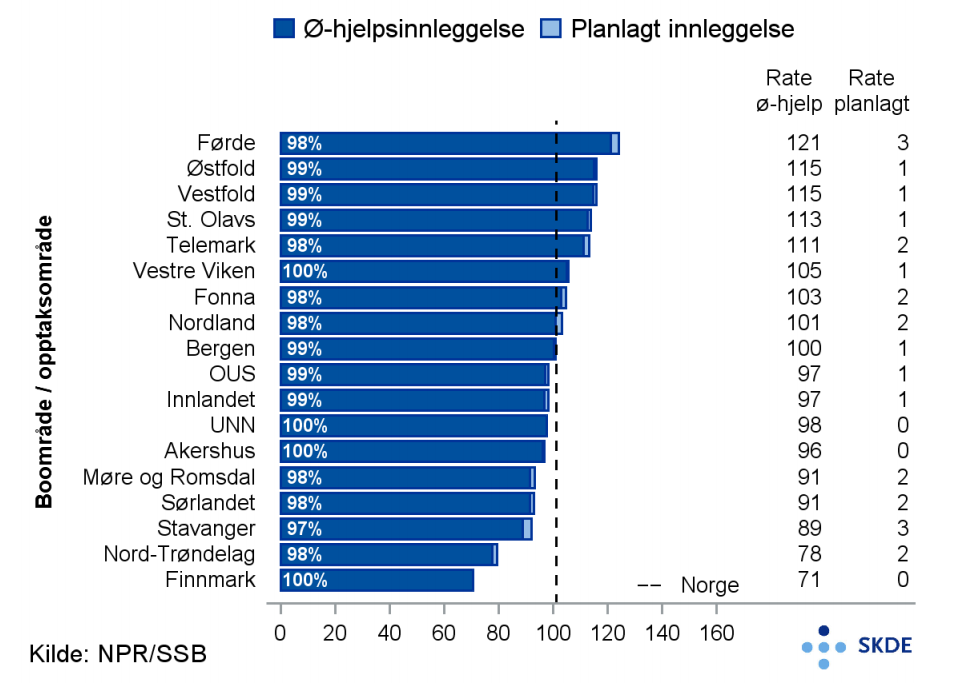 Ø-hjelpsinnleggelse Planlagt innleggelse
Rate Rate
ø-hjelp planlagt
Boområde / opptaksområde
Førde 98% 121 3
Østfold 99% 115 1
Vestfold 99% 115 1
St. Olavs 99% 113 1
Telemark 98% 111 2
Vestre Viken 100% 105 1
Fonna 98% 103 2
Nordland 98% 101 2
Bergen 99% 100 1
OUS 99% 97 1
Innlandet 99% 97 1
UNN 100% 98 0
Akershus 100% 96 0
Møre og Romsdal 98% 91 2
Sørlandet 98% 91 2
Stavanger 97% 89 3
Nord-Trøndelag 98% 78 2
Finnmark 100% 71 0
Norge
0 20 40 60 80 100 120 140 160
Kilde: NPR/SSB
SKDE